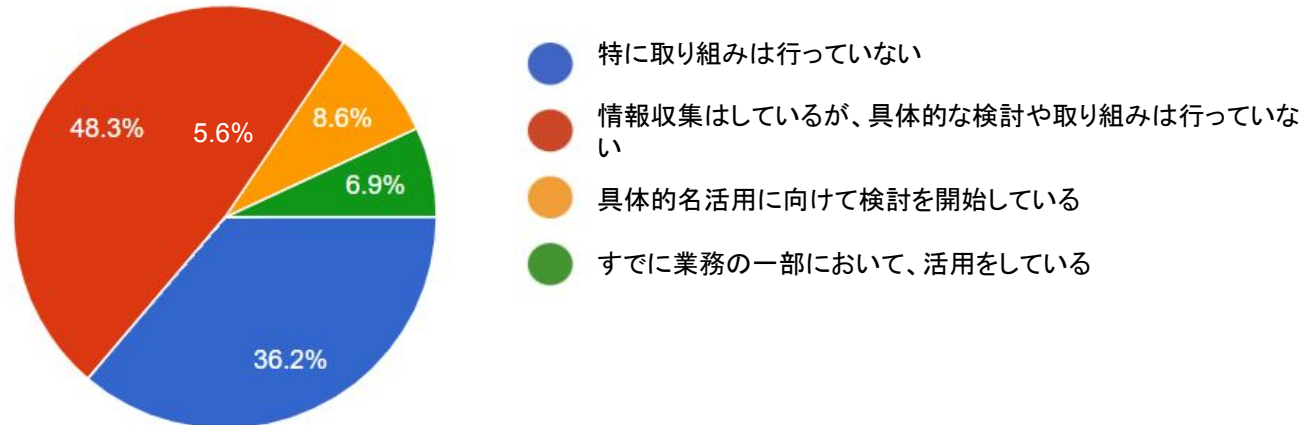 48.3%
5.6%
8.6%
6.9%
36.2%
特に取り組みは行っていない
情報収集はしているが、具体的な検討や取り組みは行っていな
い
具体的名活用に向けて検討を開始している
すでに業務の一部において、活用をしている